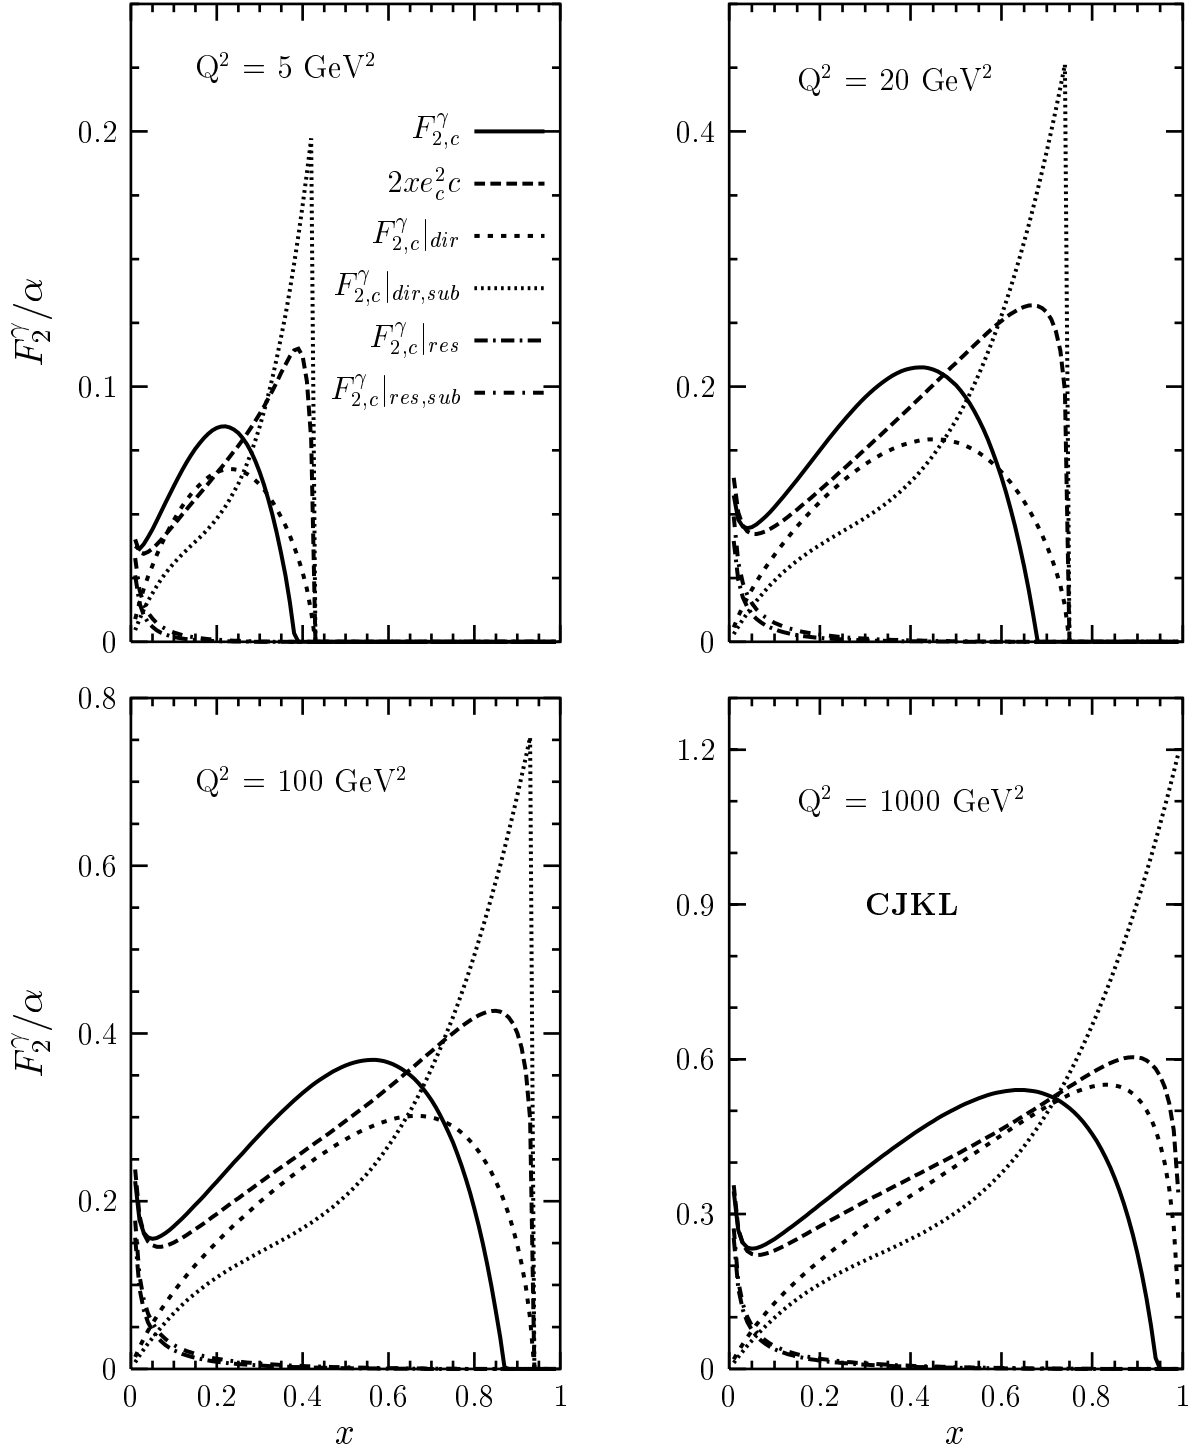 Q² = 5 GeV²
F^γ_{2,c}
2xe²_c c
F^γ_{2,c}|_{dir}
F^γ_{2,c}|_{dir,sub}
F^γ_{2,c}|_{res}
F^γ_{2,c}|_{res,sub}
0.2
0.1
0
F^γ_2/α
Q² = 20 GeV²
0.4
0.2
0
Q² = 100 GeV²
0.8
0.6
0.4
0.2
0
F^γ_2/α
0 0.2 0.4 0.6 0.8 1
x
Q² = 1000 GeV²
CJKL
1.2
0.9
0.6
0.3
0
0 0.2 0.4 0.6 0.8 1
x